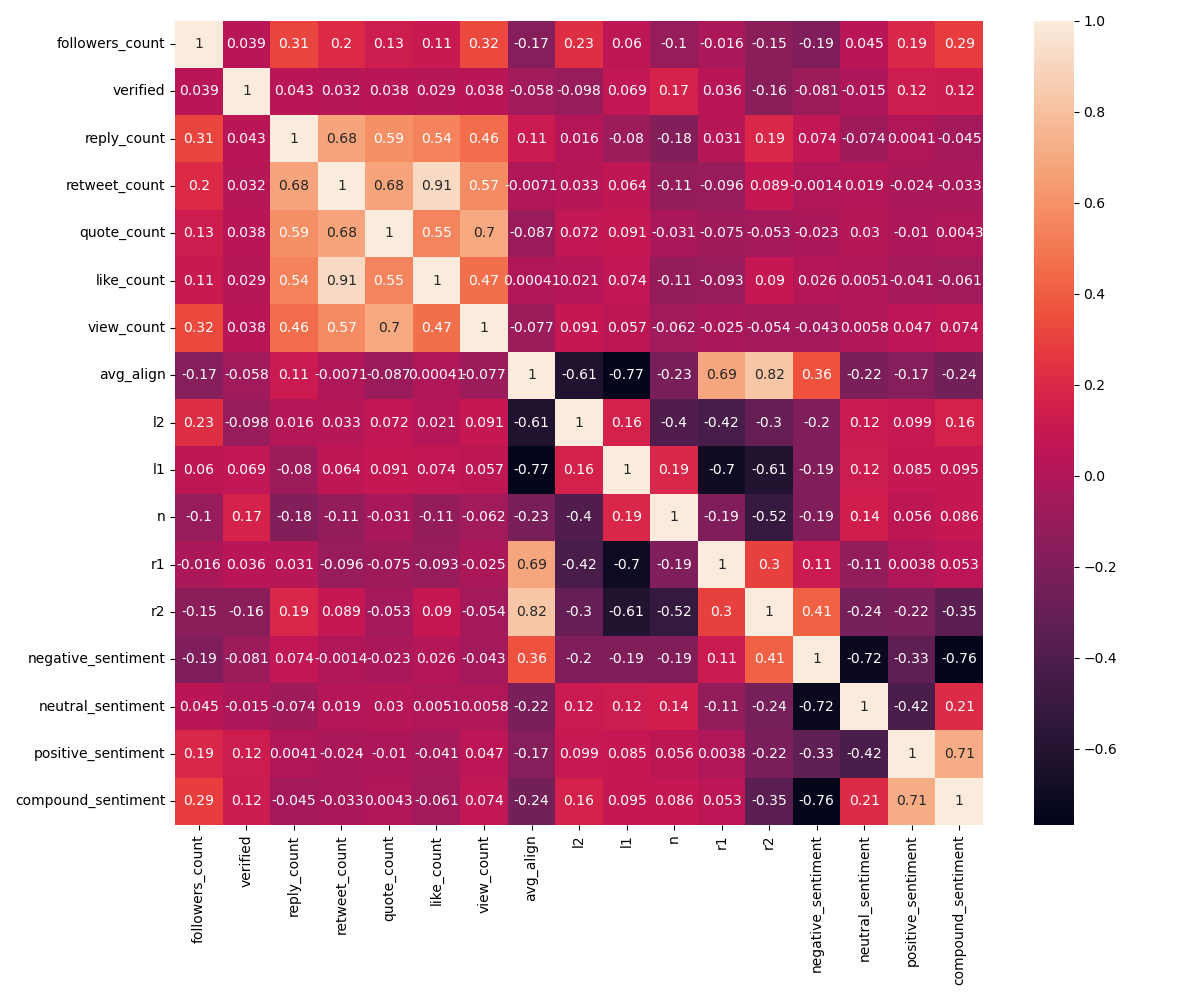 followers_count 1 0.039 0.31 0.2 0.13 0.11 0.32 -0.17 0.23 0.06 -0.1 -0.016 -0.15 -0.19 0.045 0.19 0.29
verified 0.039 1 0.043 0.032 0.038 0.029 0.038 -0.058 -0.098 0.069 0.17 0.036 -0.16 -0.081 -0.015 0.12 0.12
reply_count 0.31 0.043 1 0.68 0.59 0.54 0.46 0.11 0.016 -0.08 -0.18 0.031 0.19 0.074 -0.074 0.0041 -0.045
retweet_count 0.2 0.032 0.68 1 0.68 0.91 0.57 -0.0071 0.033 0.064 -0.11 -0.096 0.089 -0.0014 0.019 -0.024 -0.033
quote_count 0.13 0.038 0.59 0.68 1 0.55 0.7 -0.087 0.072 0.091 -0.031 -0.075 -0.053 -0.023 0.03 -0.01 0.0043
like_count 0.11 0.029 0.54 0.91 0.55 1 0.47 0.00041 0.021 0.074 -0.11 -0.093 0.09 0.026 0.0051 -0.041 -0.061
view_count 0.32 0.038 0.46 0.57 0.7 0.47 1 -0.077 0.091 0.057 -0.062 -0.025 -0.054 -0.043 0.0058 0.047 0.074
avg_align -0.17 -0.058 0.11 -0.0071 -0.087 0.00041 -0.077 1 -0.61 -0.77 -0.23 0.69 0.82 0.36 -0.22 -0.17 -0.24
l2 0.23 -0.098 0.016 0.033 0.072 0.021 0.091 -0.61 1 0.16 -0.4 -0.42 -0.3 -0.2 0.12 0.099 0.16
l1 0.06 0.069 -0.08 0.064 0.091 0.074 0.057 -0.77 0.16 1 0.19 -0.7 -0.61 -0.19 0.12 0.085 0.095
n -0.1 0.17 -0.18 -0.11 -0.031 -0.11 -0.062 -0.23 -0.4 0.19 1 -0.19 -0.52 -0.19 0.14 0.056 0.086
r1 -0.016 0.036 0.031 -0.096 -0.075 -0.093 -0.025 0.69 -0.42 -0.7 -0.19 1 0.3 0.11 -0.11 0.0038 0.053
r2 -0.15 -0.16 0.19 0.089 -0.053 0.09 -0.054 0.82 -0.3 -0.61 -0.52 0.3 1 0.41 -0.24 -0.22 -0.35
negative_sentiment -0.19 -0.081 0.074 -0.0014 -0.023 0.026 -0.043 0.36 -0.2 -0.19 -0.19 0.11 0.41 1 -0.72 -0.33 -0.76
neutral_sentiment 0.045 -0.015 -0.074 0.019 0.03 0.0051 0.0058 -0.22 0.12 0.12 0.14 -0.11 -0.24 -0.72 1 -0.42 0.21
positive_sentiment 0.19 0.12 0.0041 -0.024 -0.01 -0.041 0.047 -0.17 0.099 0.085 0.056 0.0038 -0.22 -0.33 -0.42 1 0.71
compound_sentiment 0.29 0.12 -0.045 -0.033 0.0043 -0.061 0.074 -0.24 0.16 0.095 0.086 0.053 -0.35 -0.76 0.21 0.71 1
followers_count
verified
reply_count
retweet_count
quote_count
like_count
view_count
avg_align
l2
l1
n
r1
r2
negative_sentiment
neutral_sentiment
positive_sentiment
compound_sentiment
1.0
0.8
0.6
0.4
0.2
0.0
−0.2
−0.4
−0.6